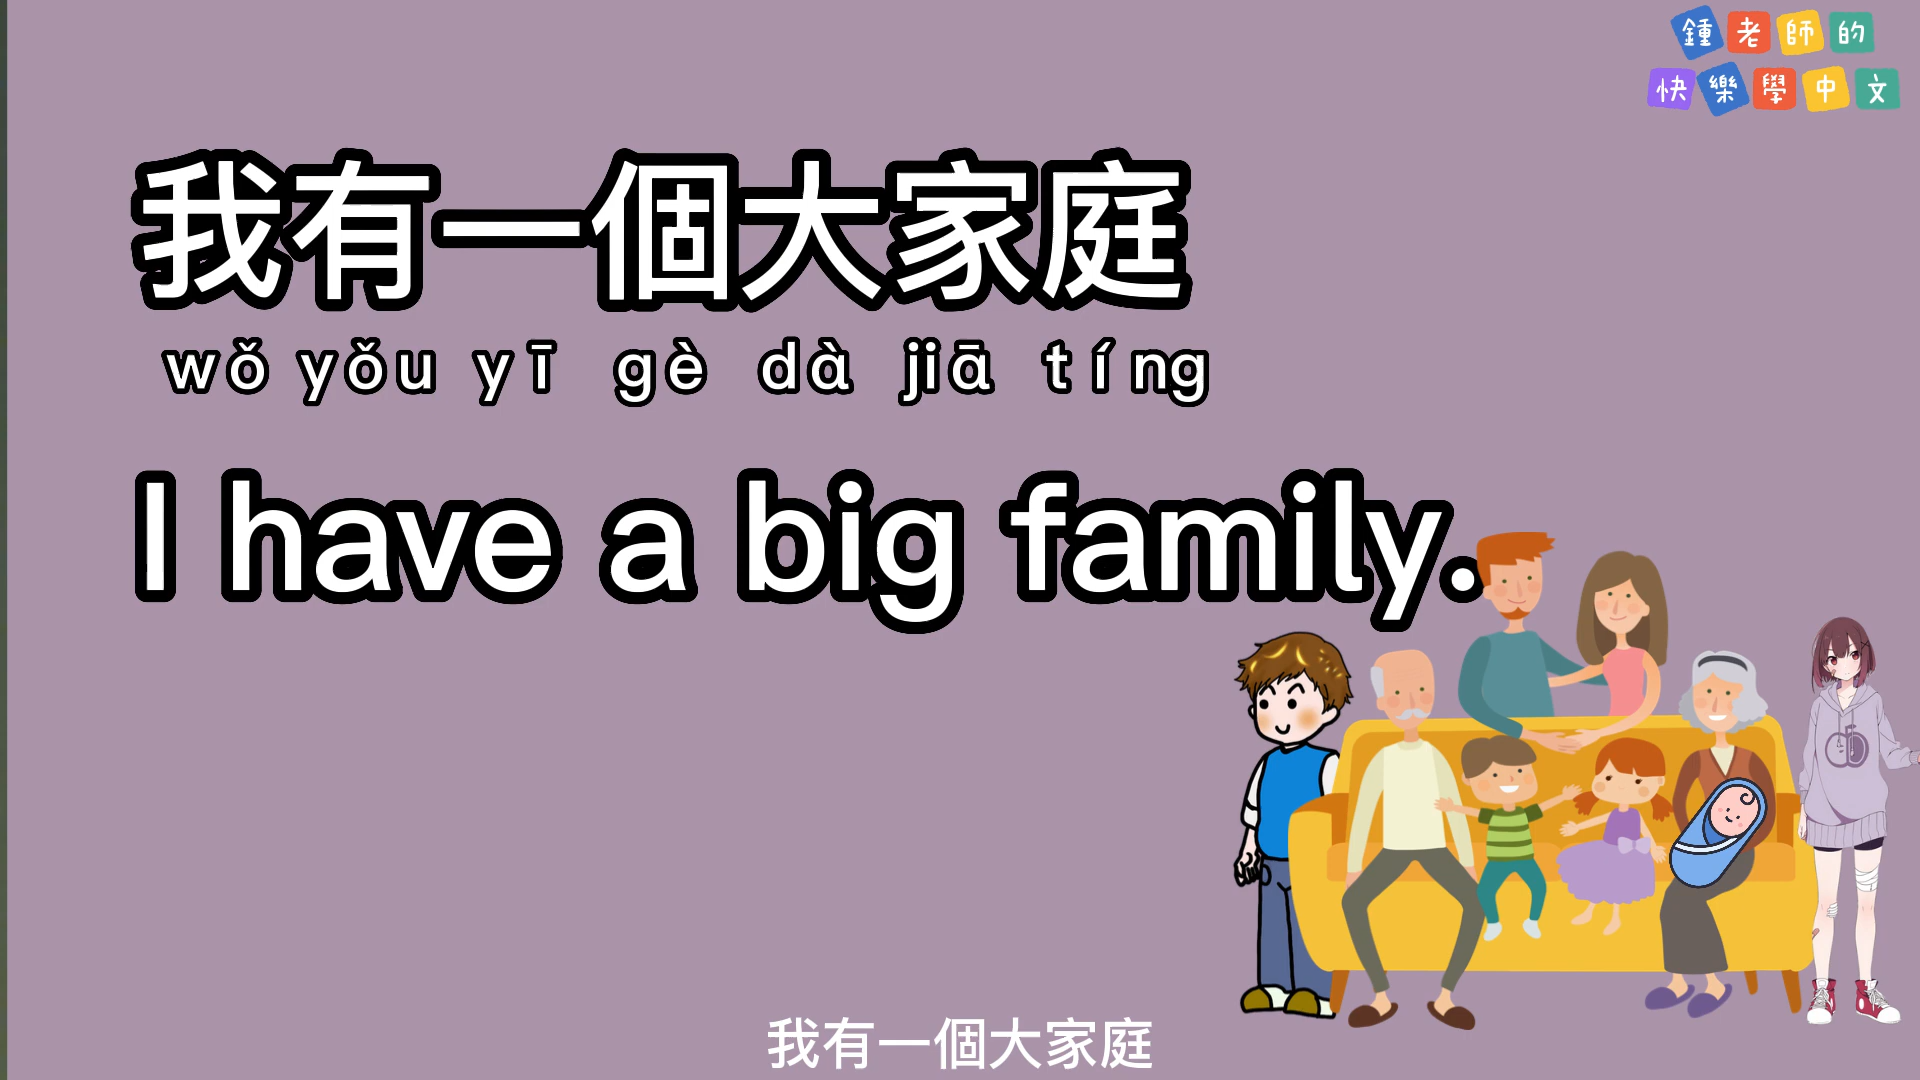 鍾老師的
快樂學中文
我有一個大家庭
wǒ yǒu yī gè dà jiā tíng
I have a big family.
我有一個大家庭